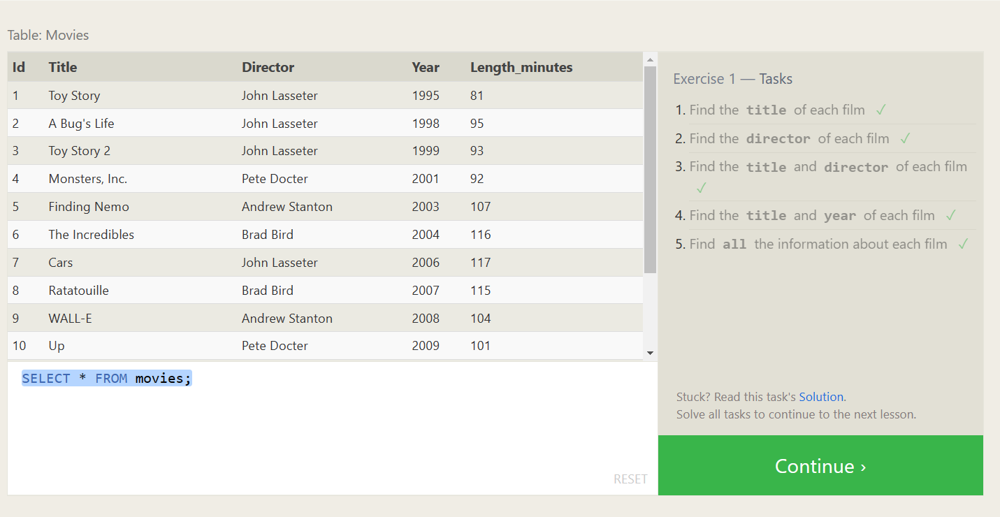 Table: Movies
Id Title Director Year Length_minutes
1 Toy Story John Lasseter 1995 81
2 A Bug's Life John Lasseter 1998 95
3 Toy Story 2 John Lasseter 1999 93
4 Monsters, Inc. Pete Docter 2001 92
5 Finding Nemo Andrew Stanton 2003 107
6 The Incredibles Brad Bird 2004 116
7 Cars John Lasseter 2006 117
8 Ratatouille Brad Bird 2007 115
9 WALL-E Andrew Stanton 2008 104
10 Up Pete Docter 2009 101
SELECT * FROM movies;
RESET
Exercise 1 — Tasks
1. Find the title of each film ✓
2. Find the director of each film ✓
3. Find the title and director of each film
✓
4. Find the title and year of each film ✓
5. Find all the information about each film ✓
Stuck? Read this task's Solution.
Solve all tasks to continue to the next lesson.
Continue ›